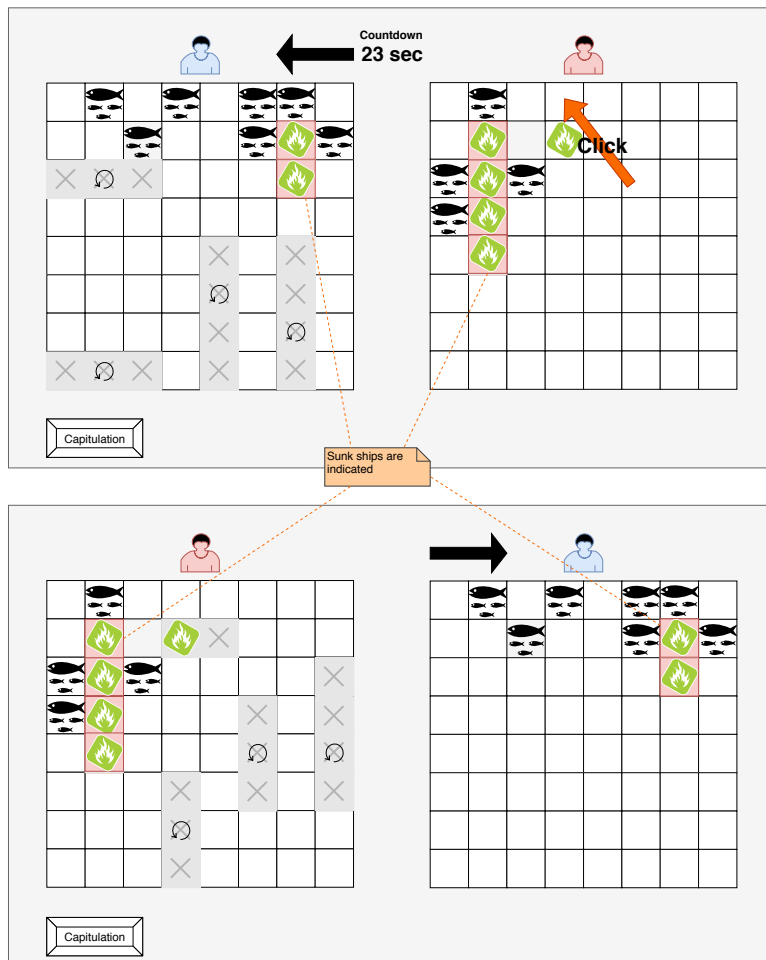 Countdown
23 sec
Click
Capitulation
Sunk ships are
indicated
Capitulation